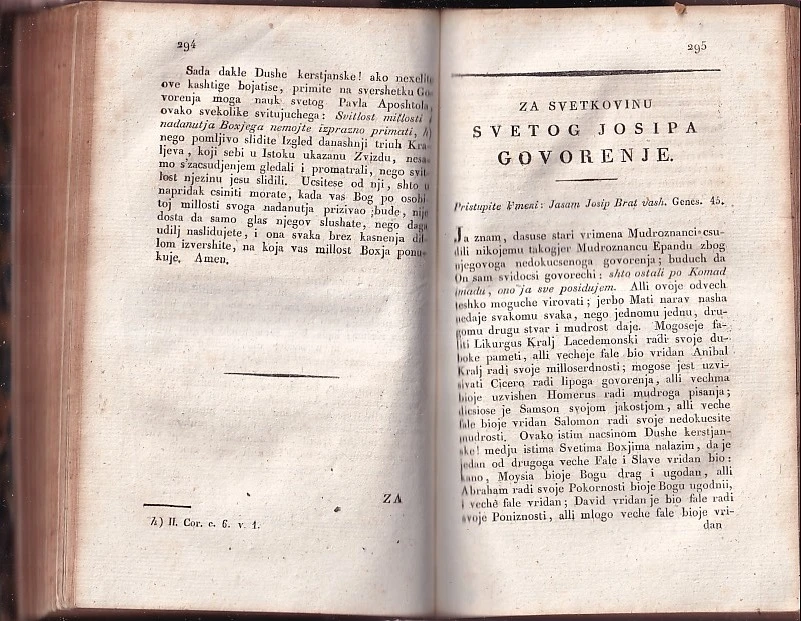 294
Sada dakle Dushe kerstjanske! ako nexelite
ove kashtige bojatise, primite na svershetku Go-
vorenja moga nauk svetog Pavla Aposhtola,
ovako svekolike svitujuchega: Svitlost millosti i
nadanutja Boxjega nemojte izprazno primati, h)
nego pomljivo slidite Izgled danashnji triuh Kra-
ljeva, koji sebi u Istoku ukazanu Zvizdu, nesa-
mo s'zacsudjenjem gledali i promatrali, nego svit-
lost njezinu jesu slidili. Ucsitese od nji, shto u
napridak csiniti morate, kada vas Bog po osobi-
toj millosti svoga nadanutja prizivao bude, nije
dosta da samo glas njegov slushate, nego daga
udilj naslidujete, i ona svaka brez kasnenja
lom izvershite, na koja vas millost Boxja ponu-
kuje. Amen.
ZA
h) II. Cor. c. 6. v. 1.
295
ZA SVETKOVINU
SVETOG JOSIPA
GOVORENJE.
Pristupite k'meni: Jasam Josip Brat vash. Genes. 45.
Ja znam, dasuse stari vrimena Mudroznanci csu-
dili nikojemu takogjer Mudroznancu Epandu zbog
njegovoga nedokucsenoga govorenja; buduch da
On sam svidocsi govorechi: shto ostali po Komad
imadu, ono ja sve posidujem. Alli ovoje odvech
teshko moguche virovati; jerbo Mati narav nasha
nedaje svakomu svaka, nego jednomu jednu, dru-
gomu drugu stvar i mudrost daje. Mogoseje fa-
liti Likurgus Kralj Lacedemonski radi svoje du-
boke pameti, alli vecheje fale bio vridan Anibal
Kralj radi svoje milloserdnosti; mogose jest uzvi-
sivati Cicero radi lipoga govorenja, alli vechma
bioje uzvishen Homerus radi mudroga pisanja;
dicsiose je Samson svojom jakostjom, alli veche
fale bioje vridan Salomon radi svoje nedokucsite
mudrosti. Ovako istim nacsinom Dushe kerstjan-
ske! medju istima Svetima Boxjima nalazim, da je
jedan od drugoga veche Fale i Slave vridan bio:
kano, Moysia bioje Bogu drag i ugodan, alli
Abraham radi svoje Pokornosti bioje Bogu ugodnii,
i veche fale vridan; David vridan je bio fale radi
svoje Poniznosti, alli mlogo veche fale bioje vri-
dan